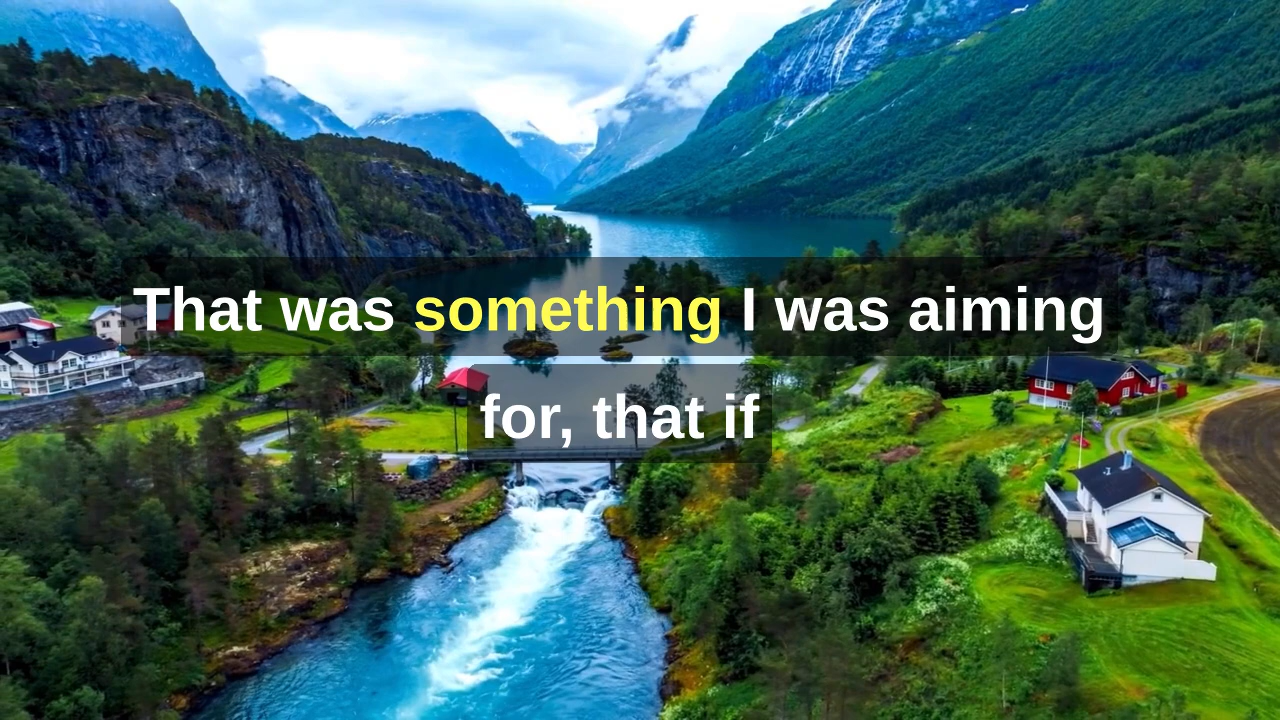 That was something I was aiming
for, that if